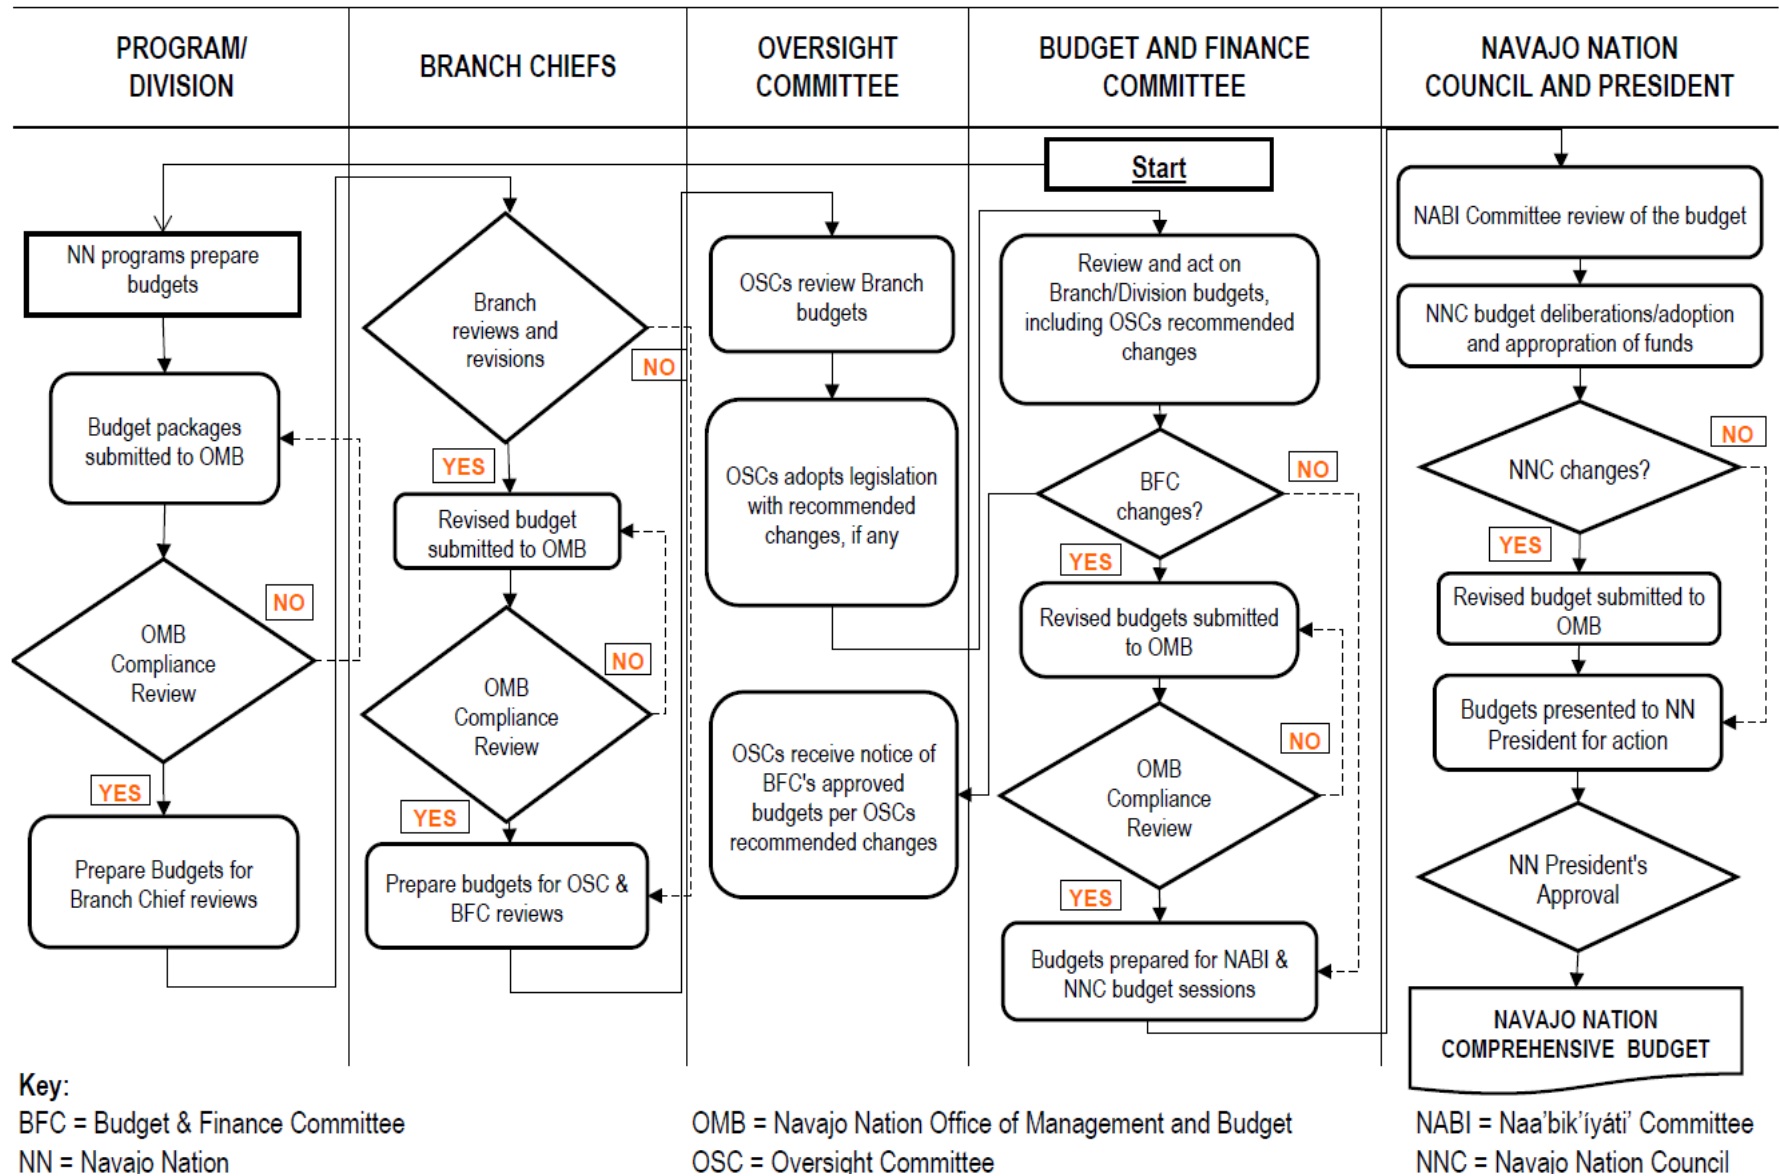 PROGRAM/
DIVISION
BRANCH CHIEFS
OVERSIGHT
COMMITTEE
BUDGET AND FINANCE
COMMITTEE
NAVAJO NATION
COUNCIL AND PRESIDENT
Start
NN programs prepare
budgets
Budget packages
submitted to OMB
NO
OMB
Compliance
Review
YES
Prepare Budgets for
Branch Chief reviews
Branch
reviews and
revisions
NO
YES
Revised budget
submitted to OMB
NO
OMB
Compliance
Review
YES
Prepare budgets for OSC &
BFC reviews
OSCs review Branch
budgets
OSCs adopts legislation
with recommended
changes, if any
OSCs receive notice of
BFC's approved
budgets per OSCs
recommended changes
Review and act on
Branch/Division budgets,
including OSCs recommended
changes
NO
BFC
changes?
YES
Revised budgets submitted
to OMB
NO
OMB
Compliance
Review
YES
Budgets prepared for NABI &
NNC budget sessions
NABI Committee review of the budget
NNC budget deliberations/adoption
and appropration of funds
NO
NNC changes?
YES
Revised budget submitted to
OMB
Budgets presented to NN
President for action
NN President's
Approval
NAVAJO NATION
COMPREHENSIVE BUDGET
Key:
BFC = Budget & Finance Committee
NN = Navajo Nation
OMB = Navajo Nation Office of Management and Budget
OSC = Oversight Committee
NABI = Naa’bik’íyáti’ Committee
NNC = Navajo Nation Council